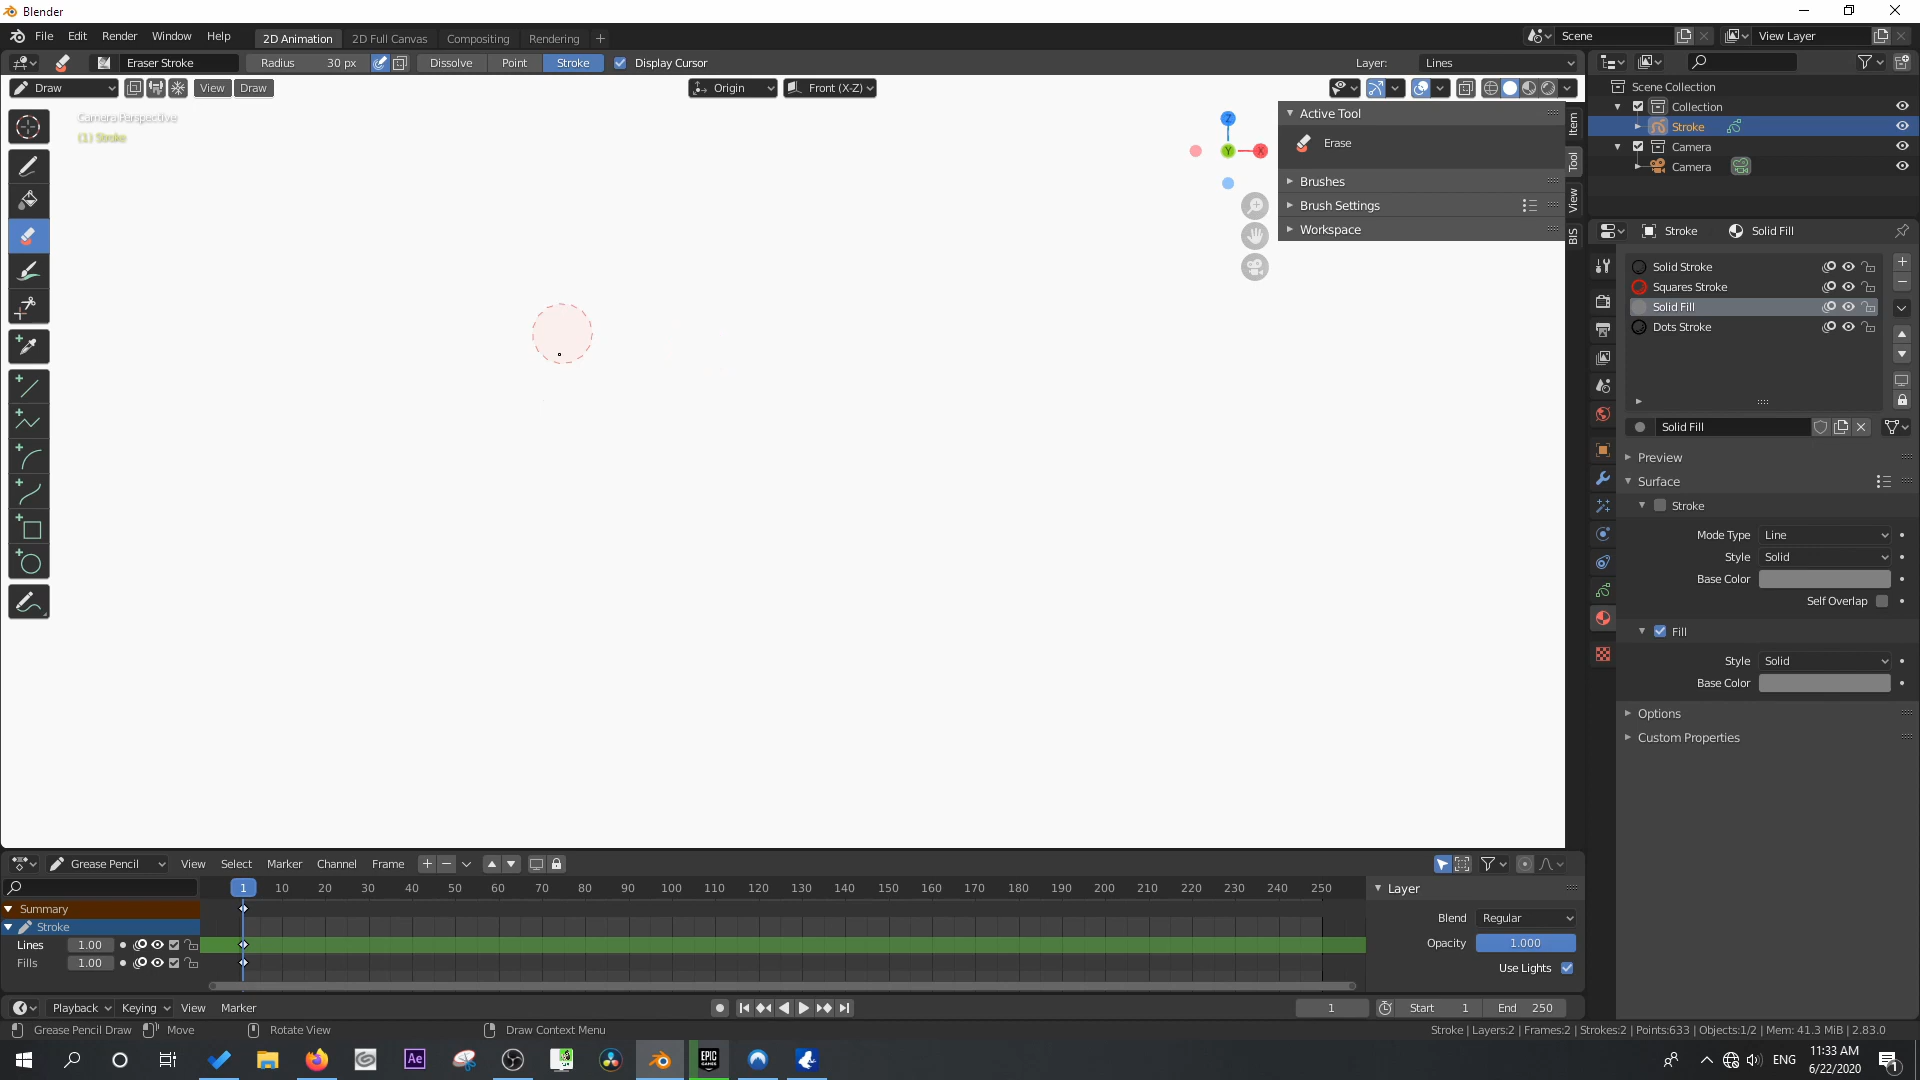 Blender
File Edit Render Window Help 2D Animation 2D Full Canvas Compositing Rendering + Scene View Layer
Eraser Stroke Radius 30 px Dissolve Point Stroke Display Cursor Layer: Lines
Draw View Draw Origin Front (X-Z)
Camera Perspective
(1) Stroke
Z
Y
X
Active Tool
Erase
Brushes
Brush Settings
Workspace
Item
Tool
View
BIS
Scene Collection
Collection
Stroke
Camera
Camera
Stroke Solid Fill
Solid Stroke
Squares Stroke
Solid Fill
Dots Stroke
Solid Fill
Preview
Surface
Stroke
Mode Type Line
Style Solid
Base Color
Self Overlap
Fill
Style Solid
Base Color
Options
Custom Properties
Grease Pencil View Select Marker Channel Frame
1 10 20 30 40 50 60 70 80 90 100 110 120 130 140 150 160 170 180 190 200 210 220 230 240 250
Summary
Stroke
Lines 1.00
Fills 1.00
Layer
Blend Regular
Opacity 1.000
Use Lights
Playback Keying View Marker 1 Start 1 End 250
Grease Pencil Draw Move Rotate View Draw Context Menu Stroke | Layers:2 | Frames:2 | Strokes:2 | Points:633 | Objects:1/2 | Mem: 41.3 MiB | 2.83.0
Ae
EPIC GAMES
ENG
11:33 AM
6/22/2020
1